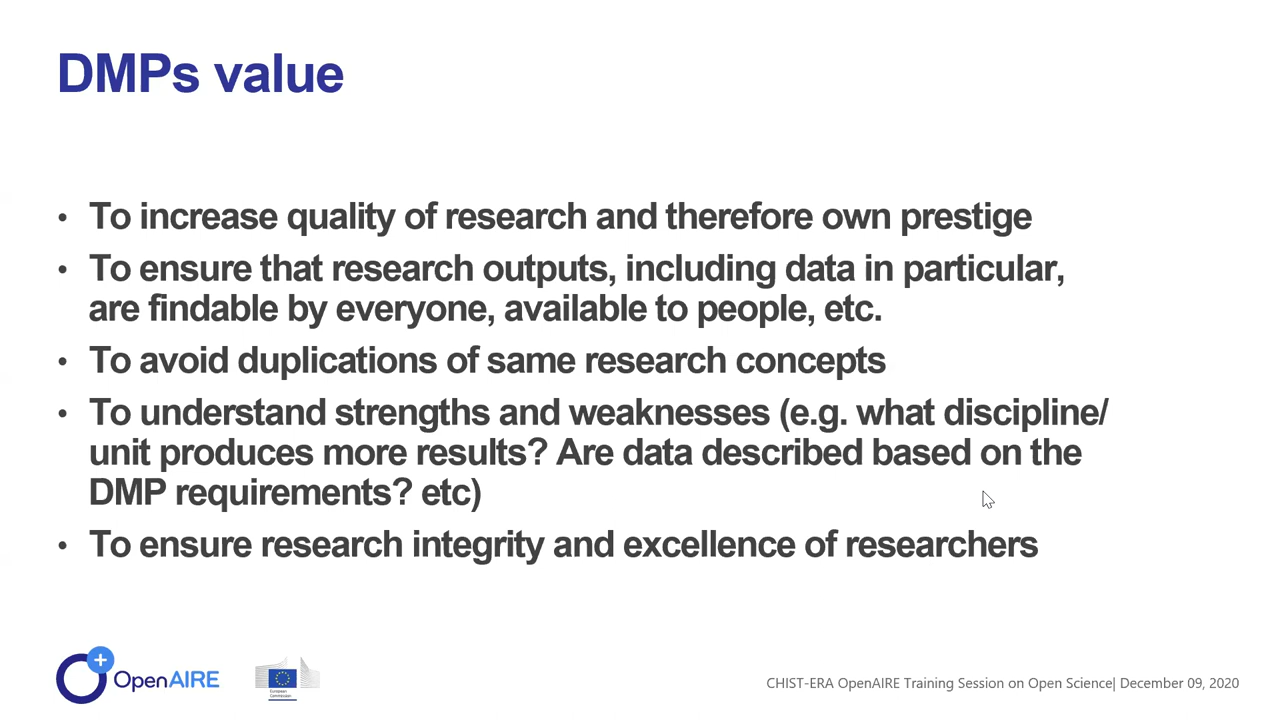 DMPs value
• To increase quality of research and therefore own prestige
• To ensure that research outputs, including data in particular,
are findable by everyone, available to people, etc.
• To avoid duplications of same research concepts
• To understand strengths and weaknesses (e.g. what discipline/
unit produces more results? Are data described based on the
DMP requirements? etc)
• To ensure research integrity and excellence of researchers
OpenAIRE
European
Commission
CHIST-ERA OpenAIRE Training Session on Open Science| December 09, 2020